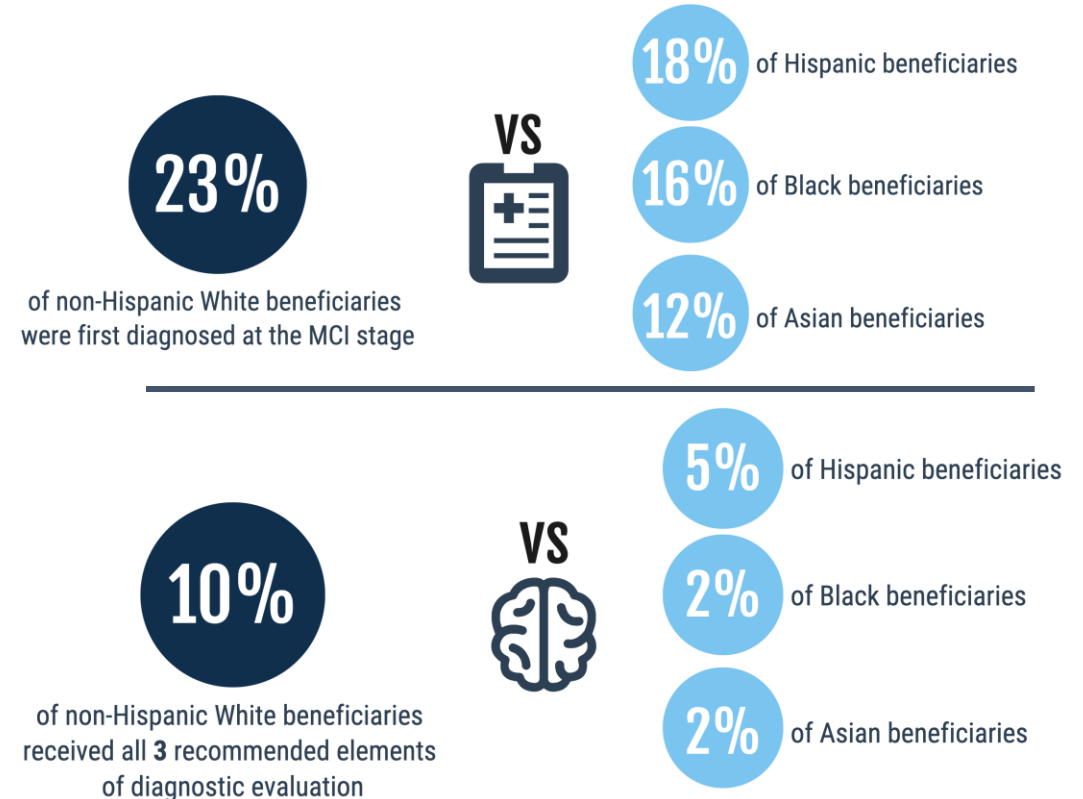 23%
of non-Hispanic White beneficiaries
were first diagnosed at the MCI stage
VS
18% of Hispanic beneficiaries
16% of Black beneficiaries
12% of Asian beneficiaries
10%
of non-Hispanic White beneficiaries
received all 3 recommended elements
of diagnostic evaluation
VS
5% of Hispanic beneficiaries
2% of Black beneficiaries
2% of Asian beneficiaries